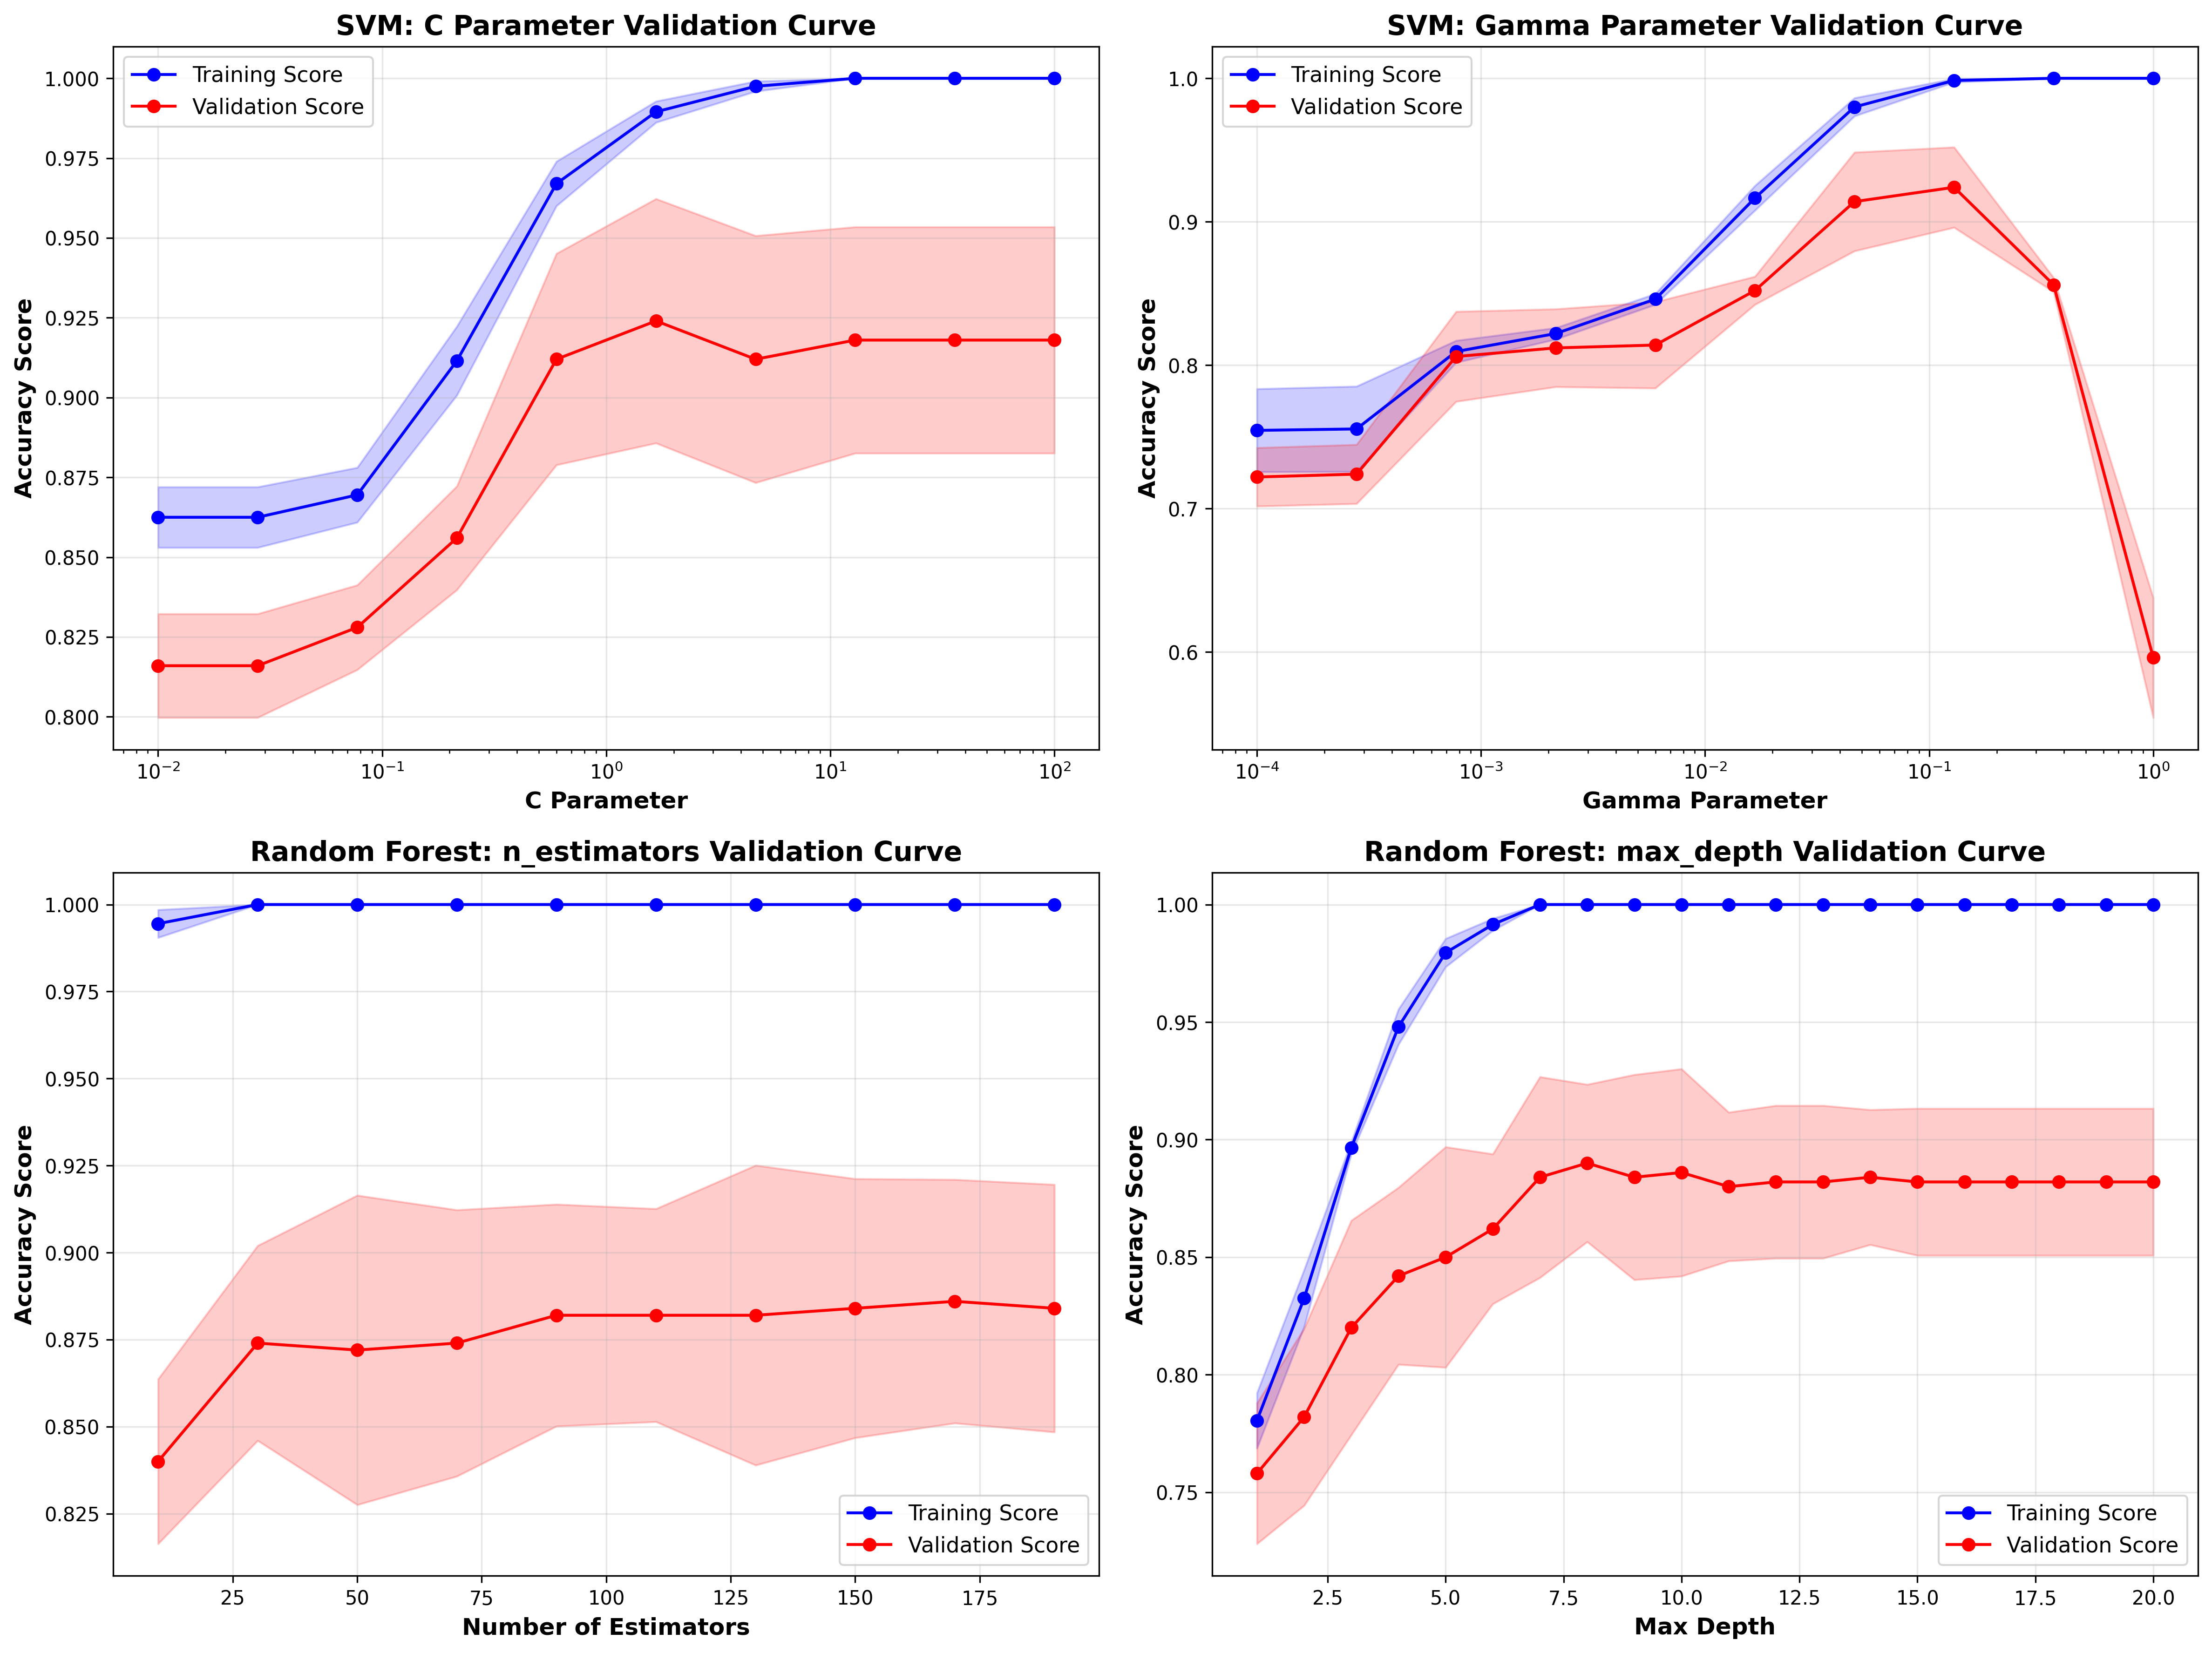 SVM: C Parameter Validation Curve
Training Score
Validation Score
1.000
0.975
0.950
0.925
0.900
0.875
0.850
0.825
0.800
Accuracy Score
10⁻² 10⁻¹ 10⁰ 10¹ 10²
C Parameter
SVM: Gamma Parameter Validation Curve
Training Score
Validation Score
1.0
0.9
0.8
0.7
0.6
Accuracy Score
10⁻⁴ 10⁻³ 10⁻² 10⁻¹ 10⁰
Gamma Parameter
Random Forest: n_estimators Validation Curve
1.000
0.975
0.950
0.925
0.900
0.875
0.850
0.825
Accuracy Score
Training Score
Validation Score
25 50 75 100 125 150 175
Number of Estimators
Random Forest: max_depth Validation Curve
1.00
0.95
0.90
0.85
0.80
0.75
Accuracy Score
Training Score
Validation Score
2.5 5.0 7.5 10.0 12.5 15.0 17.5 20.0
Max Depth